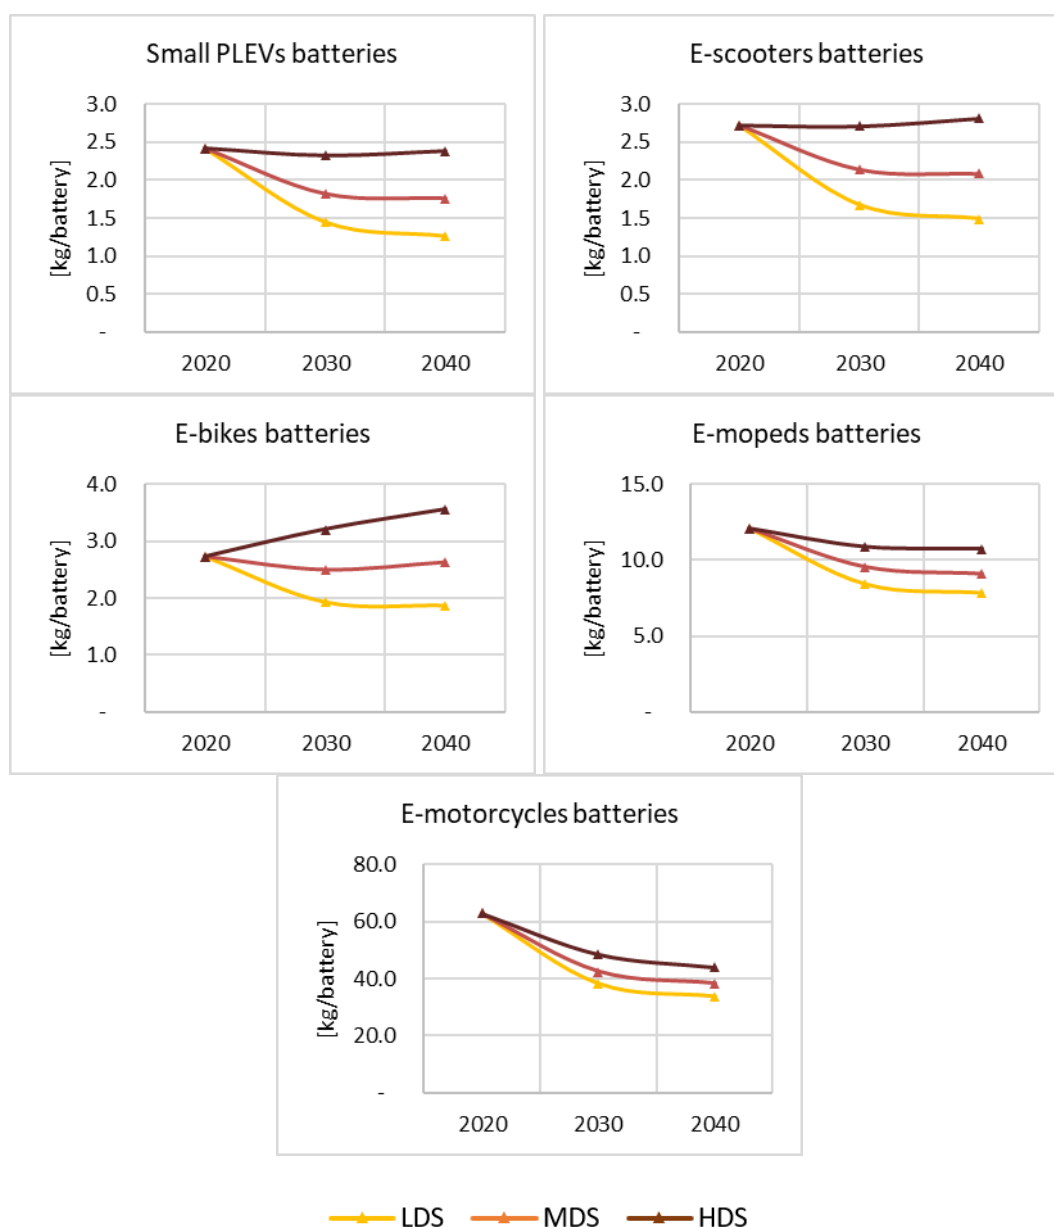 Small PLEVs batteries
[kg/battery]
3.0
2.5
2.0
1.5
1.0
0.5
-
2020 2030 2040
E-scooters batteries
[kg/battery]
3.0
2.5
2.0
1.5
1.0
0.5
-
2020 2030 2040
E-bikes batteries
[kg/battery]
4.0
3.0
2.0
1.0
-
2020 2030 2040
E-mopeds batteries
[kg/battery]
15.0
10.0
5.0
-
2020 2030 2040
E-motorcycles batteries
[kg/battery]
80.0
60.0
40.0
20.0
-
2020 2030 2040
LDS MDS HDS